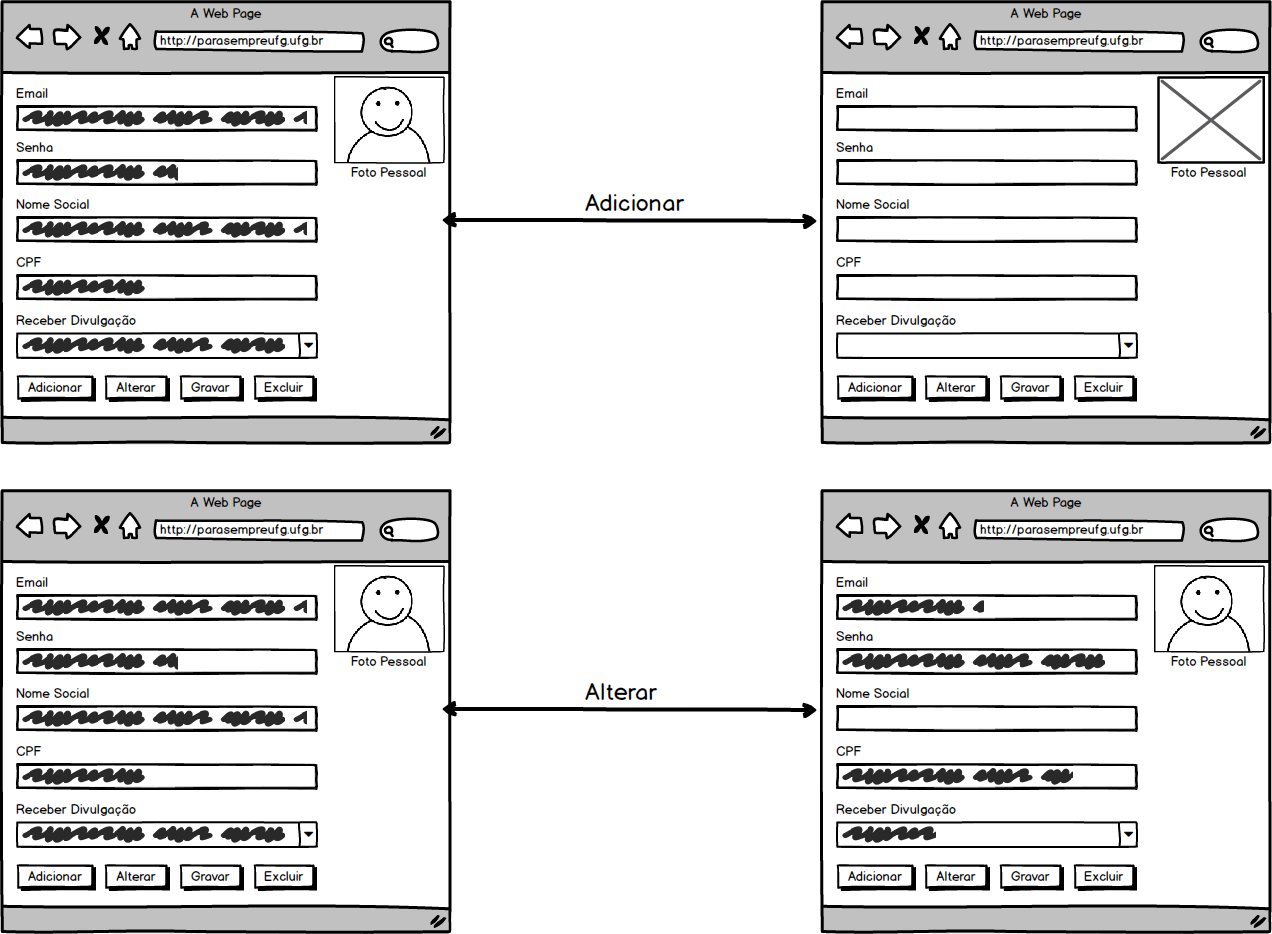 A Web Page
http://parasempreufg.ufg.br
Email
Foto Pessoal
Senha
Nome Social
CPF
Receber Divulgação
Adicionar Alterar Gravar Excluir
Adicionar
A Web Page
http://parasempreufg.ufg.br
Email
Foto Pessoal
Senha
Nome Social
CPF
Receber Divulgação
Adicionar Alterar Gravar Excluir
A Web Page
http://parasempreufg.ufg.br
Email
Foto Pessoal
Senha
Nome Social
CPF
Receber Divulgação
Adicionar Alterar Gravar Excluir
Alterar
A Web Page
http://parasempreufg.ufg.br
Email
Foto Pessoal
Senha
Nome Social
CPF
Receber Divulgação
Adicionar Alterar Gravar Excluir